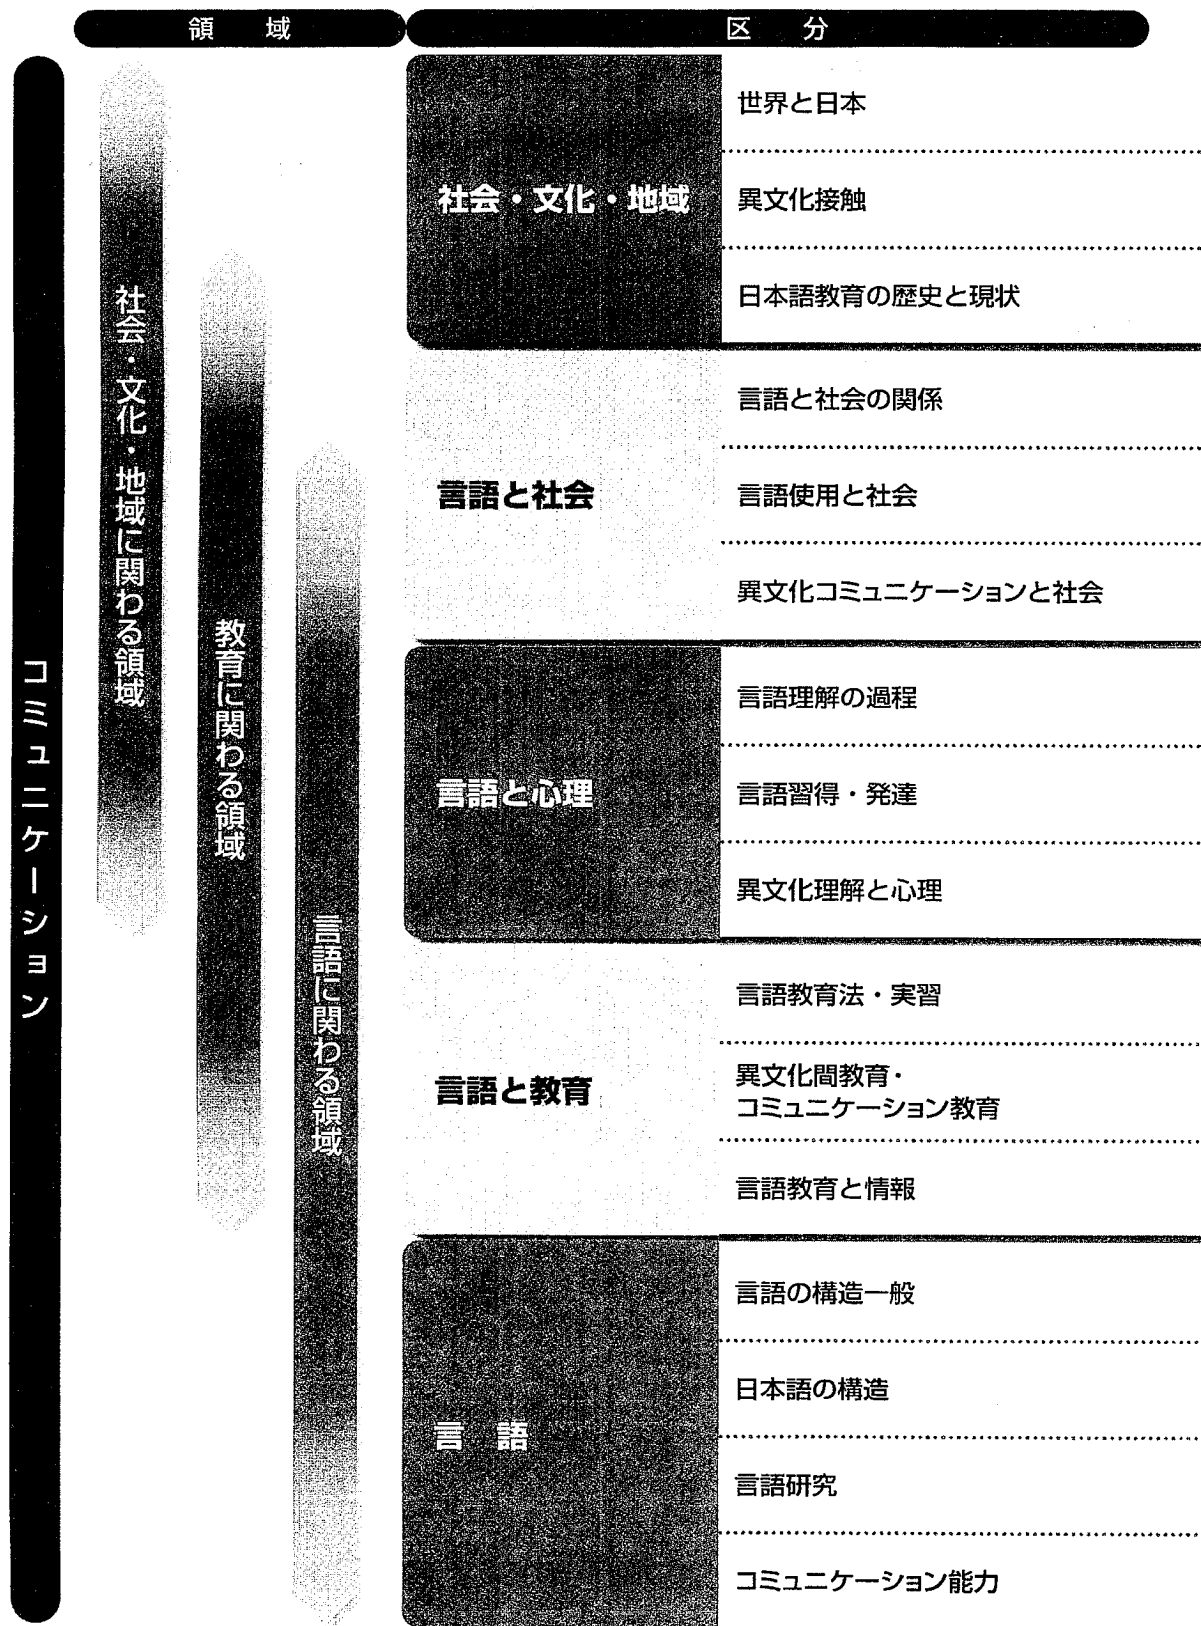 領域
区分
コミュニケーション
社会・文化・地域に関わる領域
教育に関わる領域
言語に関わる領域
社会・文化・地域
世界と日本
異文化接触
日本語教育の歴史と現状
言語と社会
言語と社会の関係
言語使用と社会
異文化コミュニケーションと社会
言語と心理
言語理解の過程
言語習得・発達
異文化理解と心理
言語と教育
言語教育法・実習
異文化間教育・
コミュニケーション教育
言語教育と情報
言語
言語の構造一般
日本語の構造
言語研究
コミュニケーション能力